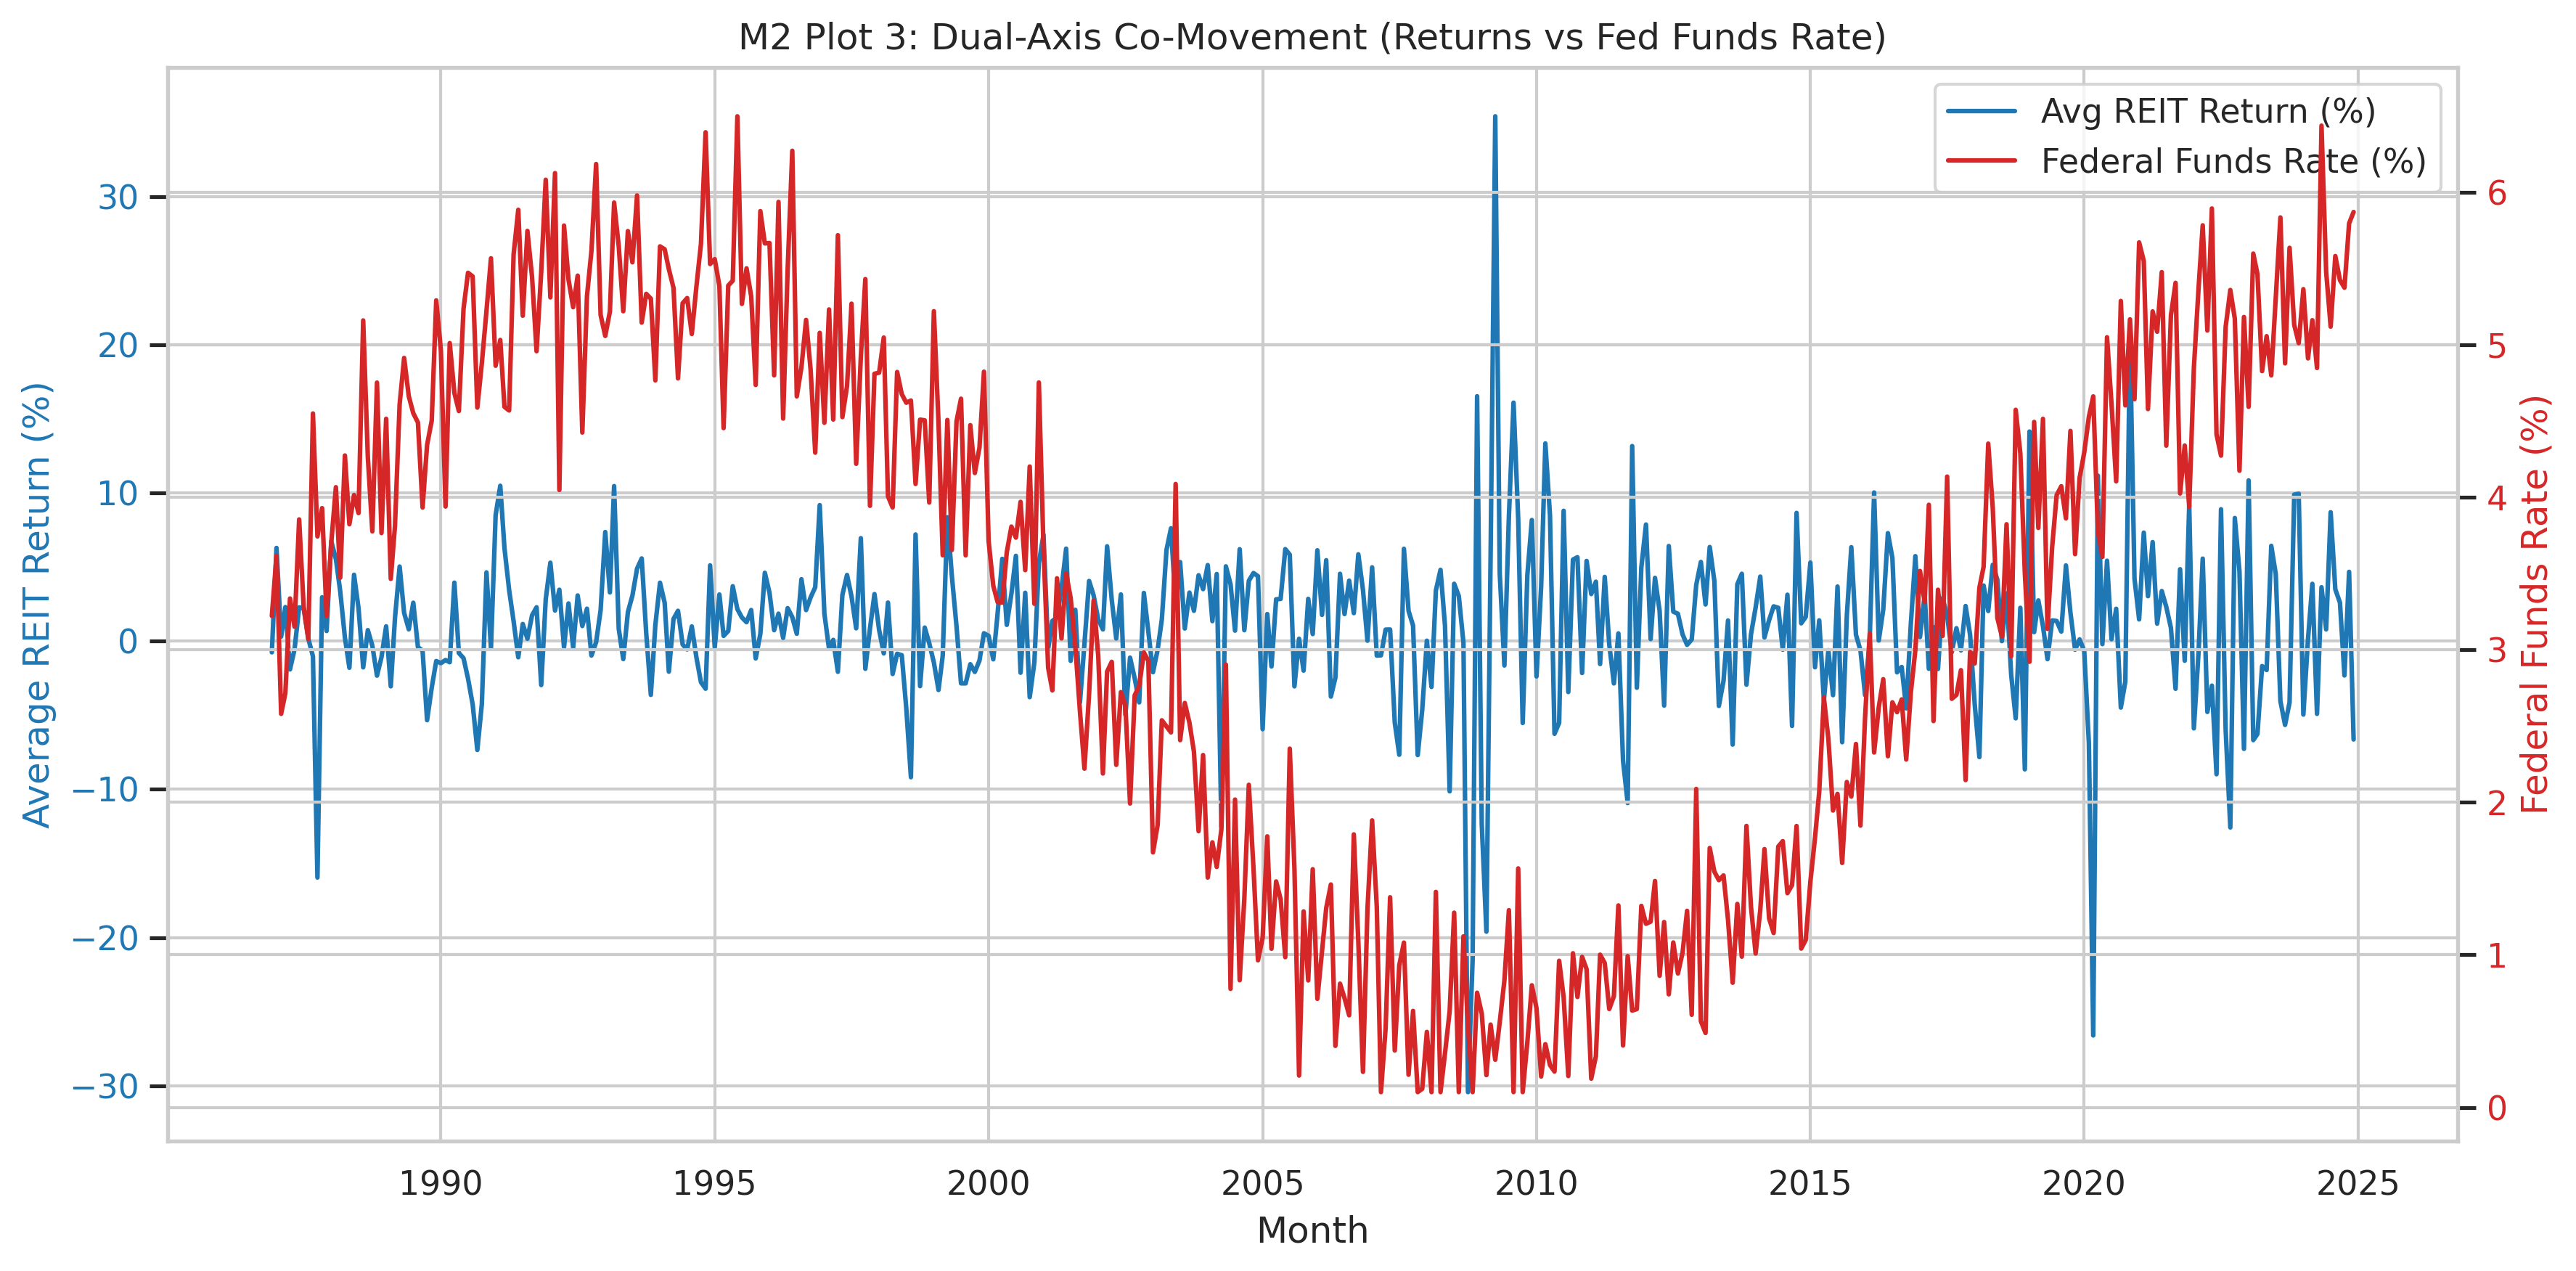 M2 Plot 3: Dual-Axis Co-Movement (Returns vs Fed Funds Rate)
Avg REIT Return (%)
Federal Funds Rate (%)
Average REIT Return (%)
30
20
10
0
−10
−20
−30
Federal Funds Rate (%)
6
5
4
3
2
1
0
1990 1995 2000 2005 2010 2015 2020 2025
Month